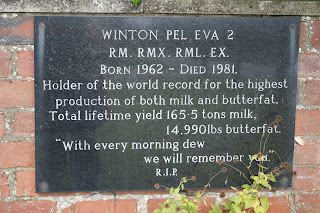 WINTON PEL EVA 2
RM. RMX. RML. EX.
BORN 1962 - DIED 1981.
Holder of the world record for the highest
production of both milk and butterfat.
Total lifetime yield 165·5 tons milk,
14,990lbs butterfat.
"With every morning dew
we will remember you.
R.I.P.